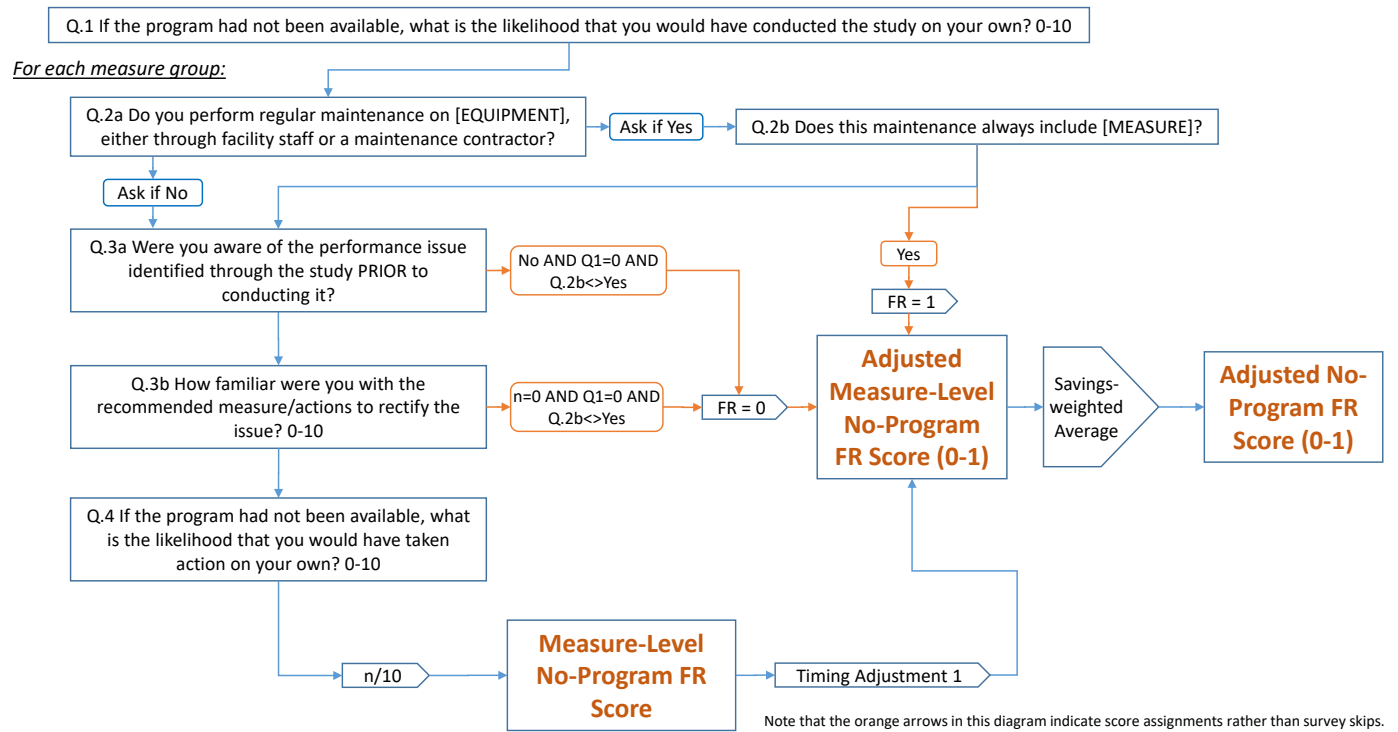 Q.1 If the program had not been available, what is the likelihood that you would have conducted the study on your own? 0-10
For each measure group:
Q.2a Do you perform regular maintenance on [EQUIPMENT],
either through facility staff or a maintenance contractor?
Ask if Yes
Q.2b Does this maintenance always include [MEASURE]?
Ask if No
Q.3a Were you aware of the performance issue
identified through the study PRIOR to
conducting it?
No AND Q1=0 AND
Q.2b<>Yes
Yes
FR = 1
Q.3b How familiar were you with the
recommended measure/actions to rectify the
issue? 0-10
n=0 AND Q1=0 AND
Q.2b<>Yes
FR = 0
Adjusted
Measure-Level
No-Program
FR Score (0-1)
Savings-
weighted
Average
Adjusted No-
Program FR
Score (0-1)
Q.4 If the program had not been available, what
is the likelihood that you would have taken
action on your own? 0-10
n/10
Measure-Level
No-Program FR
Score
Timing Adjustment 1
Note that the orange arrows in this diagram indicate score assignments rather than survey skips.